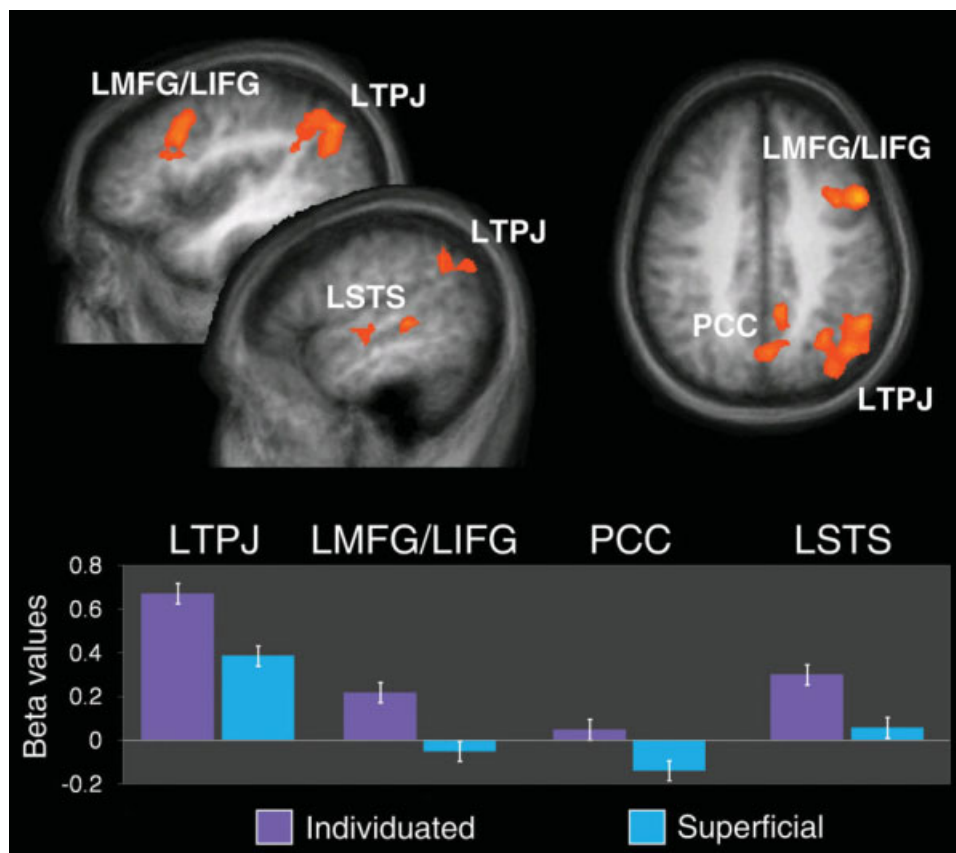 LMFG/LIFG
LTPJ
LMFG/LIFG
LTPJ
LSTS
PCC
LTPJ
LTPJ LMFG/LIFG PCC LSTS
Beta values
0.8
0.6
0.4
0.2
0
-0.2
Individuated Superficial